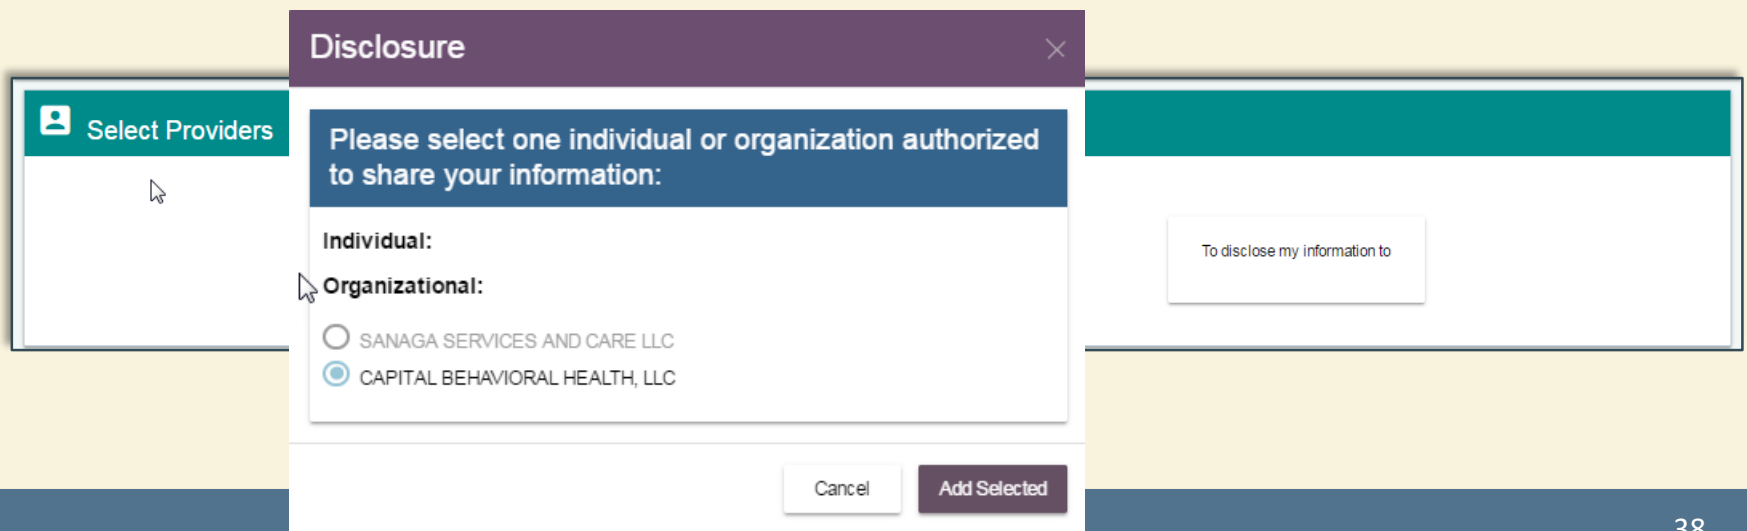 Disclosure
Select Providers
Please select one individual or organization authorized
to share your information:
Individual:
To disclose my information to
Organizational:
SANAGA SERVICES AND CARE LLC
CAPITAL BEHAVIORAL HEALTH, LLC
Cancel
Add Selected
38